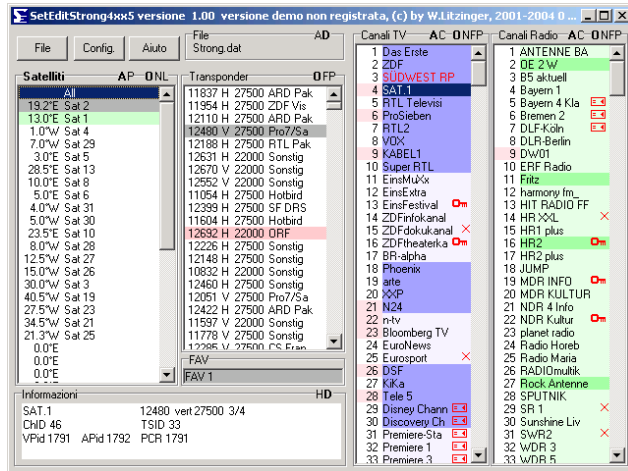 SetEditStrong4xx5 versione 1.00 versione demo non registrata, (c) by W.Litzinger, 2001-2004 0 ...
File
Config.
Aiuto
File
AD
Strong.dat
Satelliti
AP
ONL
All
19.2°E Sat 2
13.0°E Sat 1
1.0°W Sat 4
7.0°W Sat 29
3.0°E Sat 5
28.5°E Sat 13
10.0°E Sat 8
5.0°E Sat 6
4.0°W Sat 31
5.0°W Sat 30
23.5°E Sat 10
8.0°W Sat 28
12.5°W Sat 27
15.0°W Sat 26
30.0°W Sat 3
40.5°W Sat 19
27.5°W Sat 23
34.5°W Sat 21
21.3°W Sat 25
0.0°E
0.0°E
Transponder
OFP
11837 H 27500 ARD Pak
11954 H 27500 ZDF Vis
12110 H 27500 ARD Pak
12480 V 27500 Pro7/Sa
12188 H 27500 RTL Pak
12631 H 22000 Sonstig
12670 V 22000 Sonstig
12552 V 22000 Sonstig
11054 H 27500 Hotbird
12399 H 27500 SF DRS
11604 H 27500 Hotbird
12692 H 22000 ORF
12226 H 27500 Sonstig
12148 H 27500 Sonstig
10832 H 22000 Sonstig
12460 H 27500 Sonstig
12051 V 27500 Pro7/Sa
12422 H 27500 ARD Pak
11597 V 22000 Sonstig
11778 V 27500 Sonstig
12285 V 27500 CS Fran
FAV
FAV 1
Informazioni
HD
SAT.1 12480 vert 27500 3/4
ChID 46 TSID 33
VPid 1791 APid 1792 PCR 1791
Canali TV
AC
ONFP
1 Das Erste
2 ZDF
3 SÜDWEST RP
4 SAT.1
5 RTL Televisi
6 ProSieben
7 RTL2
8 VOX
9 KABEL1
10 Super RTL
11 EinsMuXx
12 EinsExtra
13 EinsFestival
14 ZDFinfokanal
15 ZDFdokukanal
16 ZDFtheaterka
17 BR-alpha
18 Phoenix
19 arte
20 XXP
21 N24
22 n-tv
23 Bloomberg TV
24 EuroNews
25 Eurosport
26 DSF
27 KiKa
28 Tele 5
29 Disney Chann
30 Discovery Ch
31 Premiere-Sta
32 Premiere 1
33 Premiere 3
Canali Radio
AC
ONFP
1 ANTENNE BA
2 OE 2 W
3 B5 aktuell
4 Bayern 1
5 Bayern 4 Kla
6 Bremen 2
7 DLF-Köln
8 DLR-Berlin
9 DW01
10 ERF Radio
11 Fritz
12 harmony fm_
13 HIT RADIO FF
14 HR XXL
15 HR1 plus
16 HR2
17 HR2 plus
18 JUMP
19 MDR INFO
20 MDR KULTUR
21 NDR 4 Info
22 NDR Kultur
23 planet radio
24 Radio Horeb
25 Radio Maria
26 RADIOmultik
27 Rock Antenne
28 SPUTNIK
29 SR 1
30 Sunshine Liv
31 SWR2
32 WDR 3
33 WDR 5